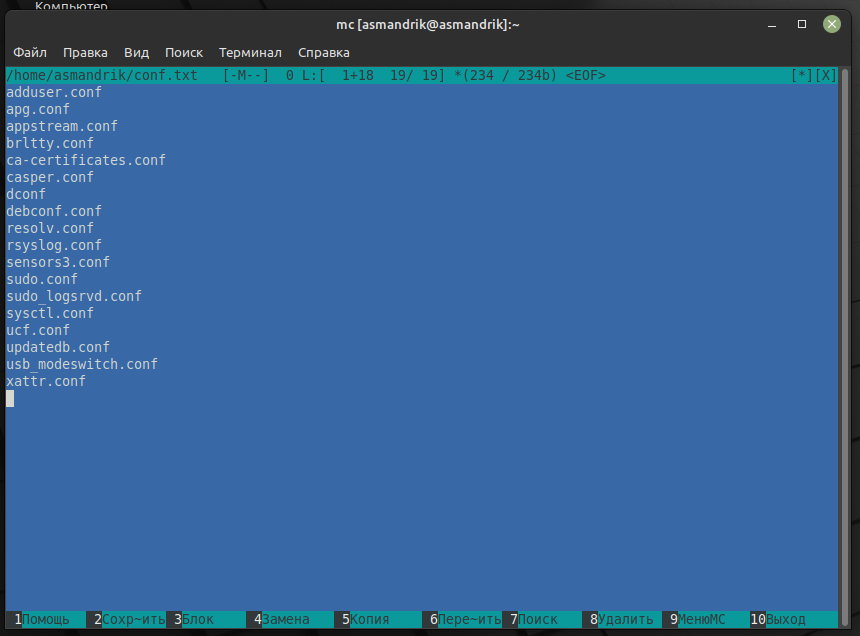 Компьютер
mc [asmandrik@asmandrik]:~
Файл Правка Вид Поиск Терминал Справка
/home/asmandrik/conf.txt [-M--] 0 L:[ 1+18 19/ 19] *(234 / 234b) <EOF> [*][X]
adduser.conf
apg.conf
appstream.conf
brltty.conf
ca-certificates.conf
casper.conf
dconf
debconf.conf
resolv.conf
rsyslog.conf
sensors3.conf
sudo.conf
sudo_logsrvd.conf
sysctl.conf
ucf.conf
updatedb.conf
usb_modeswitch.conf
xattr.conf
1Помощь 2Сохр~ить 3Блок 4Замена 5Копия 6Пере~ить 7Поиск 8Удалить 9МенюMC 10Выход